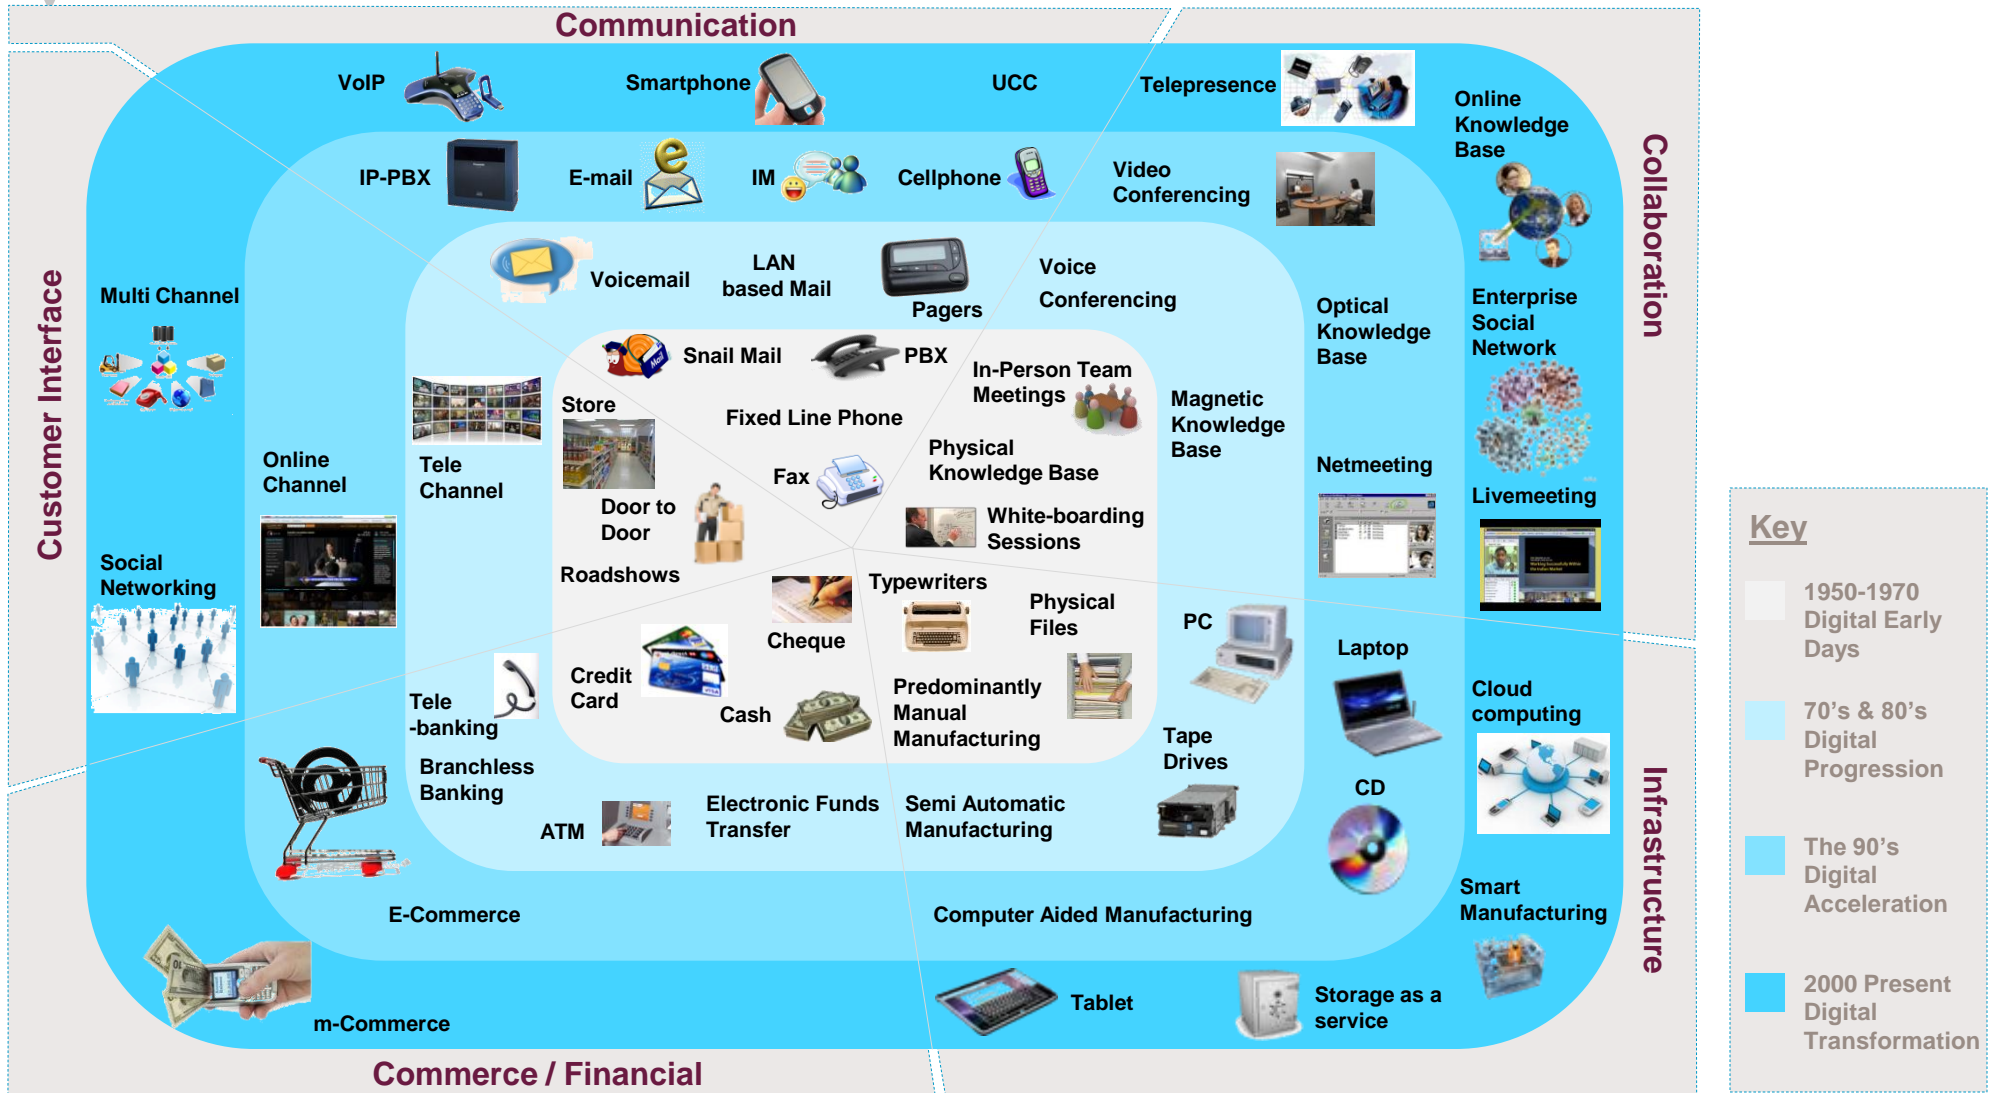 Communication
VoIP
Smartphone
UCC
Telepresence
Online
Knowledge
Base
IP-PBX
E-mail
IM
Cellphone
Video
Conferencing
Collaboration
Voicemail
LAN
based Mail
Pagers
Voice
Conferencing
Customer Interface
Multi Channel
Optical
Knowledge
Base
Enterprise
Social
Network
Snail Mail
PBX
In-Person Team
Meetings
Store
Fixed Line Phone
Magnetic
Knowledge
Base
Online
Channel
Tele
Channel
Fax
Physical
Knowledge Base
Netmeeting
Livemeeting
Door to
Door
White-boarding
Sessions
Social
Networking
Roadshows
Typewriters
Cheque
Physical
Files
PC
Laptop
Credit
Card
Cash
Predominantly
Manual
Manufacturing
Cloud
computing
Tele
-banking
Branchless
Banking
Tape
Drives
CD
ATM
Electronic Funds
Transfer
Semi Automatic
Manufacturing
Infrastructure
E-Commerce
Computer Aided Manufacturing
Smart
Manufacturing
m-Commerce
Tablet
Storage as a
service
Commerce / Financial
Key
1950-1970
Digital Early
Days
70’s & 80’s
Digital
Progression
The 90’s
Digital
Acceleration
2000 Present
Digital
Transformation